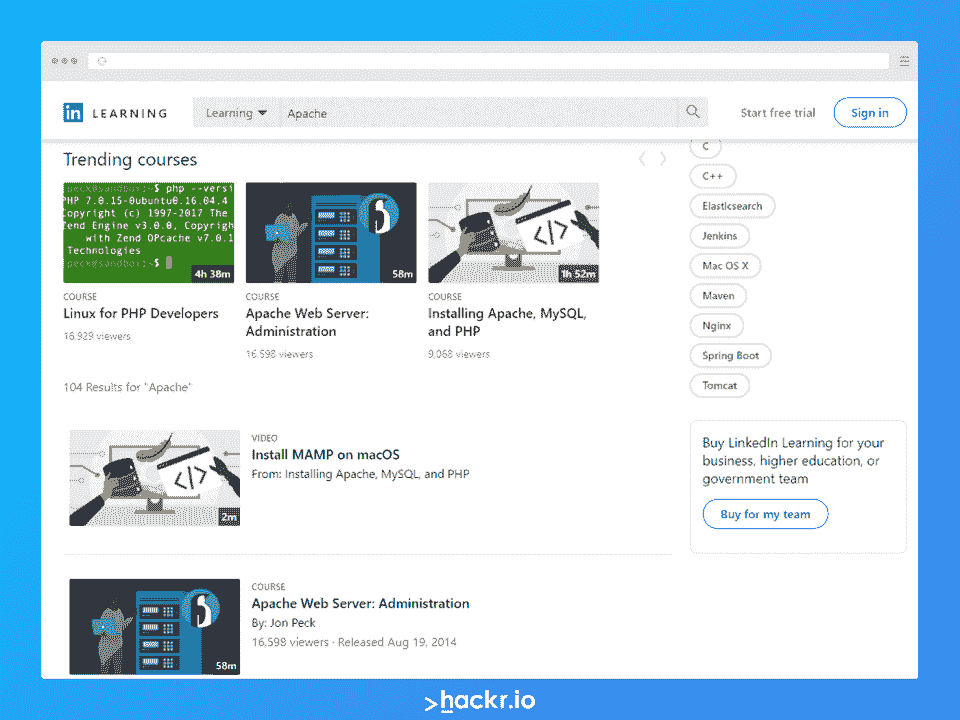 in LEARNING
Learning
Apache
Start free trial
Sign in
Trending courses
peck@sandbox:~$ php --versi
PHP 7.0.15-0ubuntu0.16.04.4
Copyright (c) 1997-2017 The
Zend Engine v3.0.0, Copyrigh
with Zend OPcache v7.0.1
Technologies
peck@sandbox:~$
4h 38m
COURSE
Linux for PHP Developers
16,929 viewers
58m
COURSE
Apache Web Server:
Administration
16,598 viewers
</>
1h 52m
COURSE
Installing Apache, MySQL,
and PHP
9,068 viewers
104 Results for "Apache"
</>
2m
VIDEO
Install MAMP on macOS
From: Installing Apache, MySQL, and PHP
58m
COURSE
Apache Web Server: Administration
By: Jon Peck
16,598 viewers · Released Aug 19, 2014
C
C++
Elasticsearch
Jenkins
Mac OS X
Maven
Nginx
Spring Boot
Tomcat
Buy LinkedIn Learning for your
business, higher education, or
government team
Buy for my team
>hackr.io